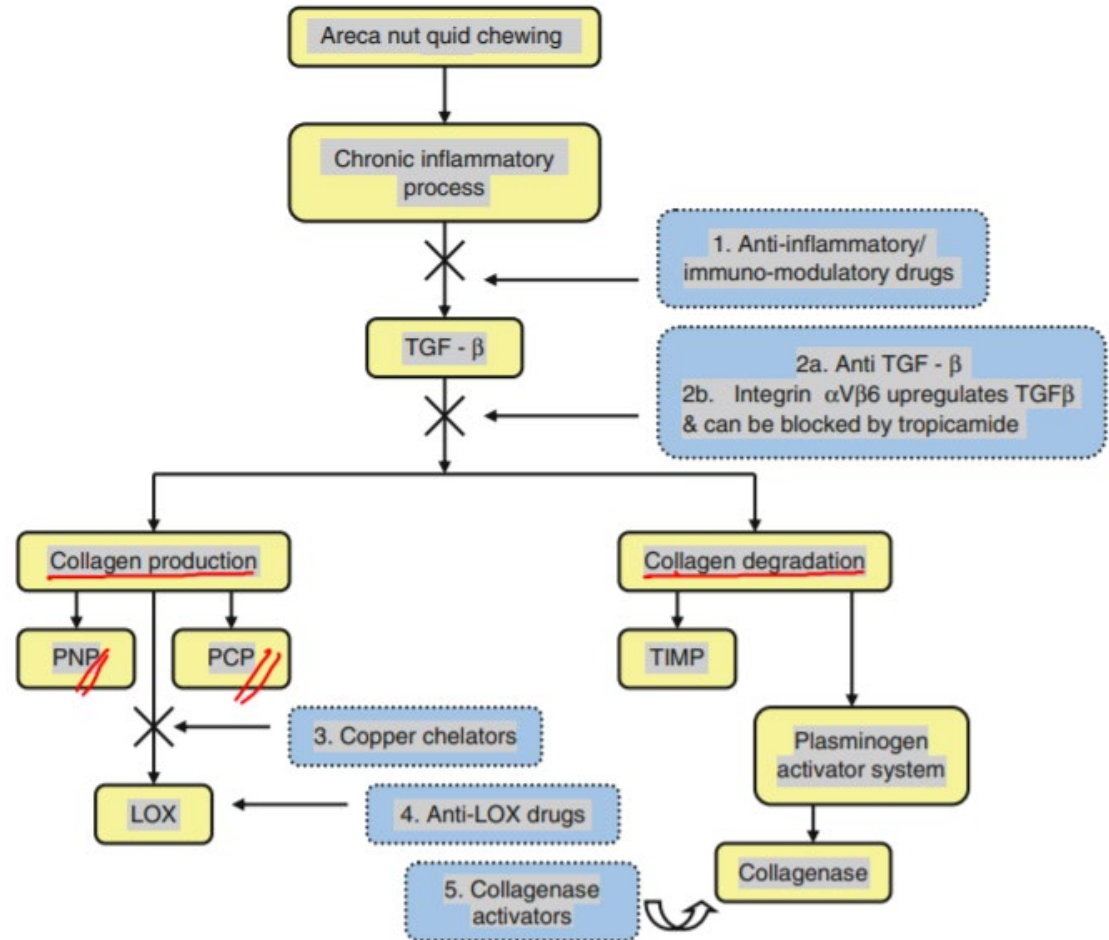 Areca nut quid chewing
Chronic inflammatory
process
1. Anti-inflammatory/
immuno-modulatory drugs
TGF - β
2a. Anti TGF - β
2b. Integrin αVβ6 upregulates TGFβ
& can be blocked by tropicamide
Collagen production
Collagen degradation
PNP
PCP
TIMP
3. Copper chelators
Plasminogen
activator system
LOX
4. Anti-LOX drugs
5. Collagenase
activators
Collagenase